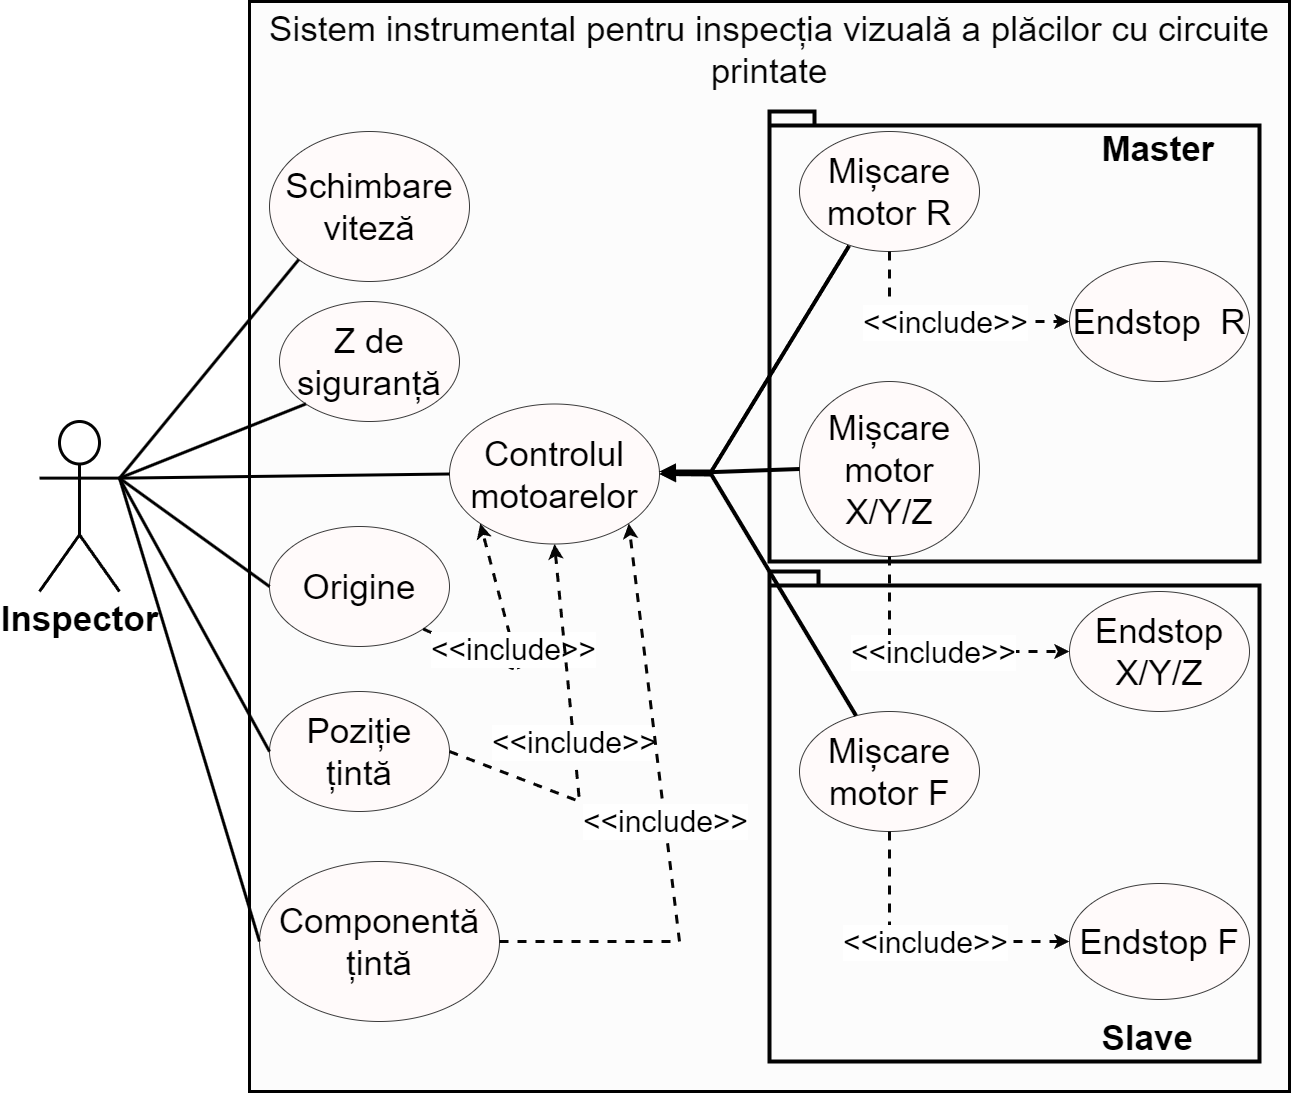 Sistem instrumental pentru inspecția vizuală a plăcilor cu circuite
printate
Schimbare
viteză
Z de
siguranță
Controlul
motoarelor
Origine
<<include>>
Poziție
țintă
<<include>>
<<include>>
Componentă
țintă
Inspector
Master
Mișcare
motor R
<<include>>
Endstop  R
Mișcare
motor
X/Y/Z
<<include>>
Endstop
X/Y/Z
Mișcare
motor F
<<include>>
Endstop F
Slave